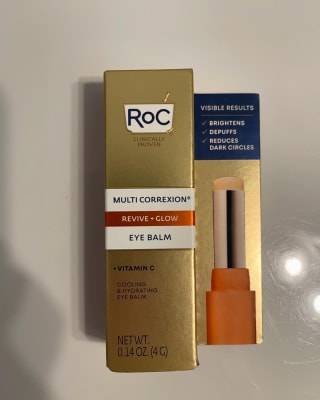 RoC®
CLINICALLY
PROVEN
MULTI CORREXION®
REVIVE + GLOW
EYE BALM
+ VITAMIN C
COOLING
& HYDRATING
EYE BALM
NET WT.
0.14 OZ. (4 G)
VISIBLE RESULTS
✓ BRIGHTENS
✓ DEPUFFS
✓ REDUCES
DARK CIRCLES